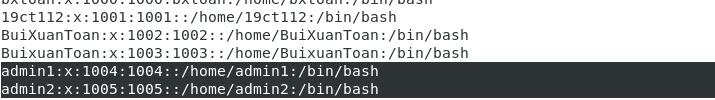 bxtoan:x:1000:1000:bxtoan:/home/bxtoan:/bin/bash
19ct112:x:1001:1001::/home/19ct112:/bin/bash
BuiXuanToan:x:1002:1002::/home/BuiXuanToan:/bin/bash
BuixuanToan:x:1003:1003::/home/BuixuanToan:/bin/bash
admin1:x:1004:1004::/home/admin1:/bin/bash
admin2:x:1005:1005::/home/admin2:/bin/bash